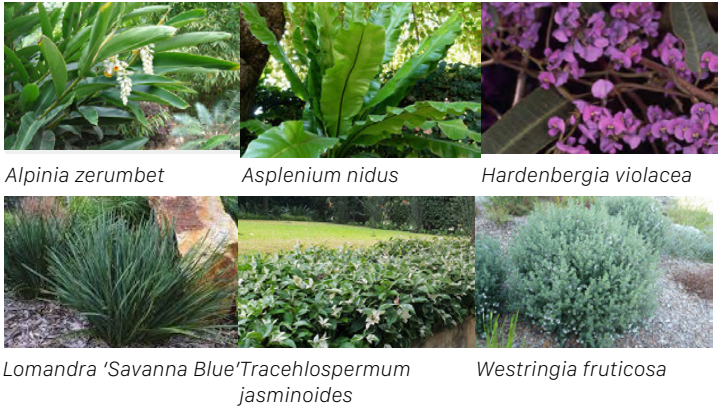 Alpinia zerumbet
Asplenium nidus
Hardenbergia violacea
Lomandra ‘Savanna Blue’
Tracehlospermum
jasminoides
Westringia fruticosa